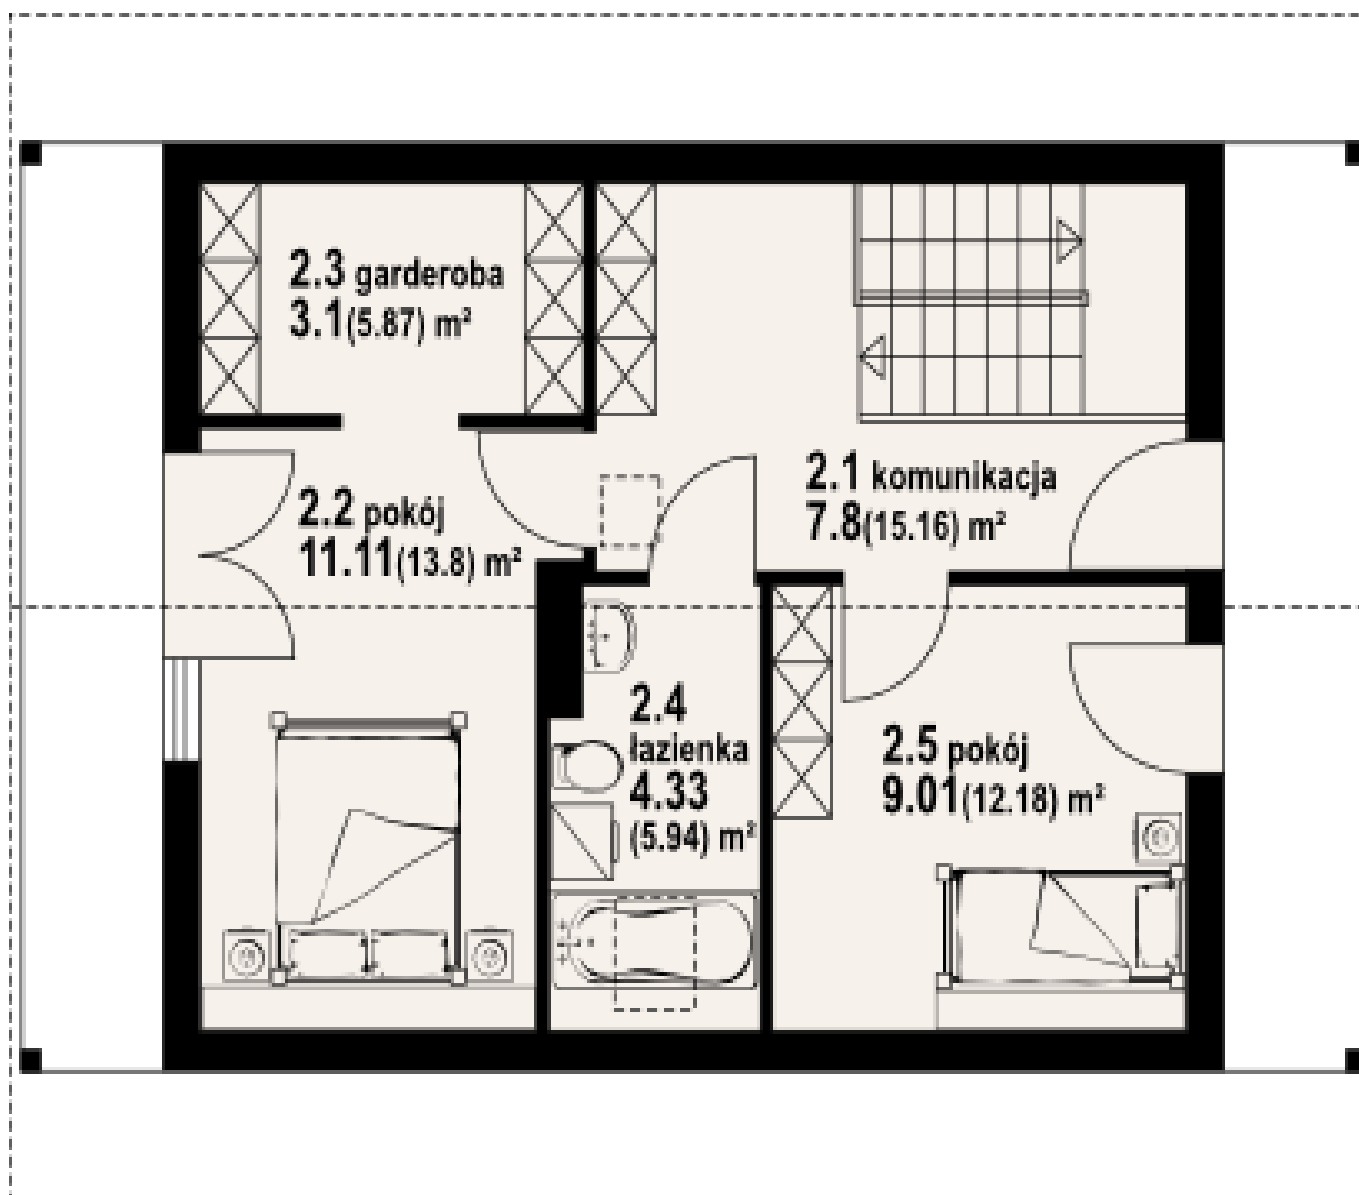 2.3 garderoba
3.1(5.87) m²
2.1 komunikacja
7.8(15.16) m²
2.2 pokój
11.11(13.8) m²
2.4
łazienka
4.33
(5.94) m²
2.5 pokój
9.01(12.18) m²